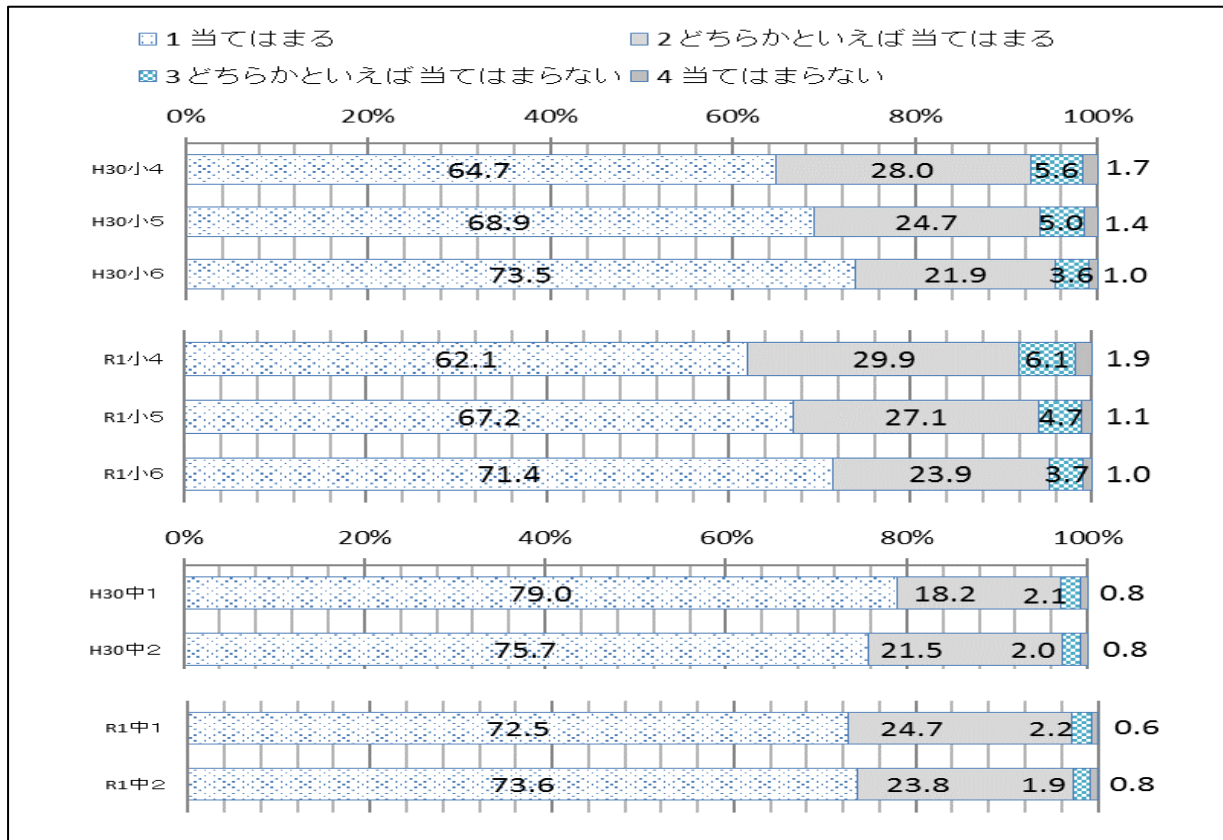 1 当てはまる 2 どちらかといえば当てはまる
3 どちらかといえば当てはまらない 4 当てはまらない
0% 20% 40% 60% 80% 100%
H30小4 64.7 28.0 5.6 1.7
H30小5 68.9 24.7 5.0 1.4
H30小6 73.5 21.9 3.6 1.0
R1小4 62.1 29.9 6.1 1.9
R1小5 67.2 27.1 4.7 1.1
R1小6 71.4 23.9 3.7 1.0
0% 20% 40% 60% 80% 100%
H30中1 79.0 18.2 2.1 0.8
H30中2 75.7 21.5 2.0 0.8
R1中1 72.5 24.7 2.2 0.6
R1中2 73.6 23.8 1.9 0.8